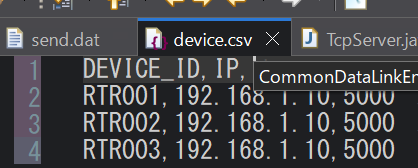 send.dat
device.csv
TcpServer.ja
1 DEVICE_ID,IP,
CommonDataLinkEn
2 RTR001,192.168.1.10,5000
3 RTR002,192.168.1.10,5000
4 RTR003,192.168.1.10,5000